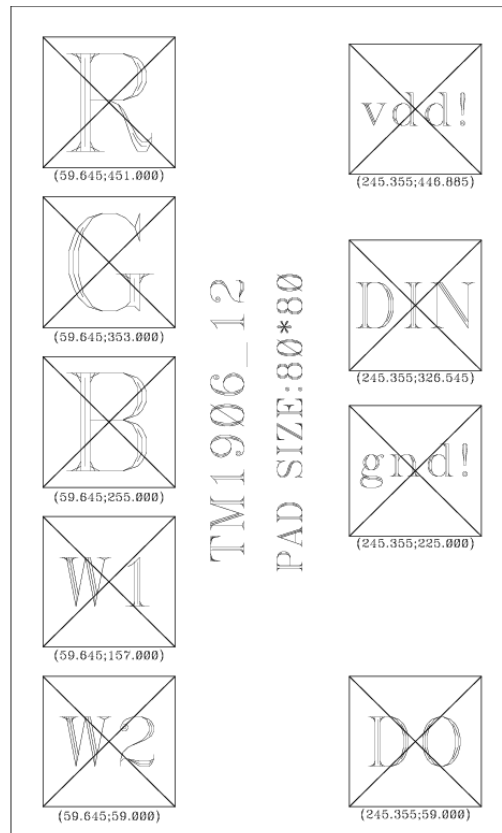 R
(59.645;451.000)
G
(59.645;353.000)
B
(59.645;255.000)
W1
(59.645;157.000)
W2
(59.645;59.000)
TM1906_12
PAD SIZE:80*80
vdd!
(245.355;446.885)
DIN
(245.355;326.545)
gnd!
(245.355;225.000)
DO
(245.355;59.000)